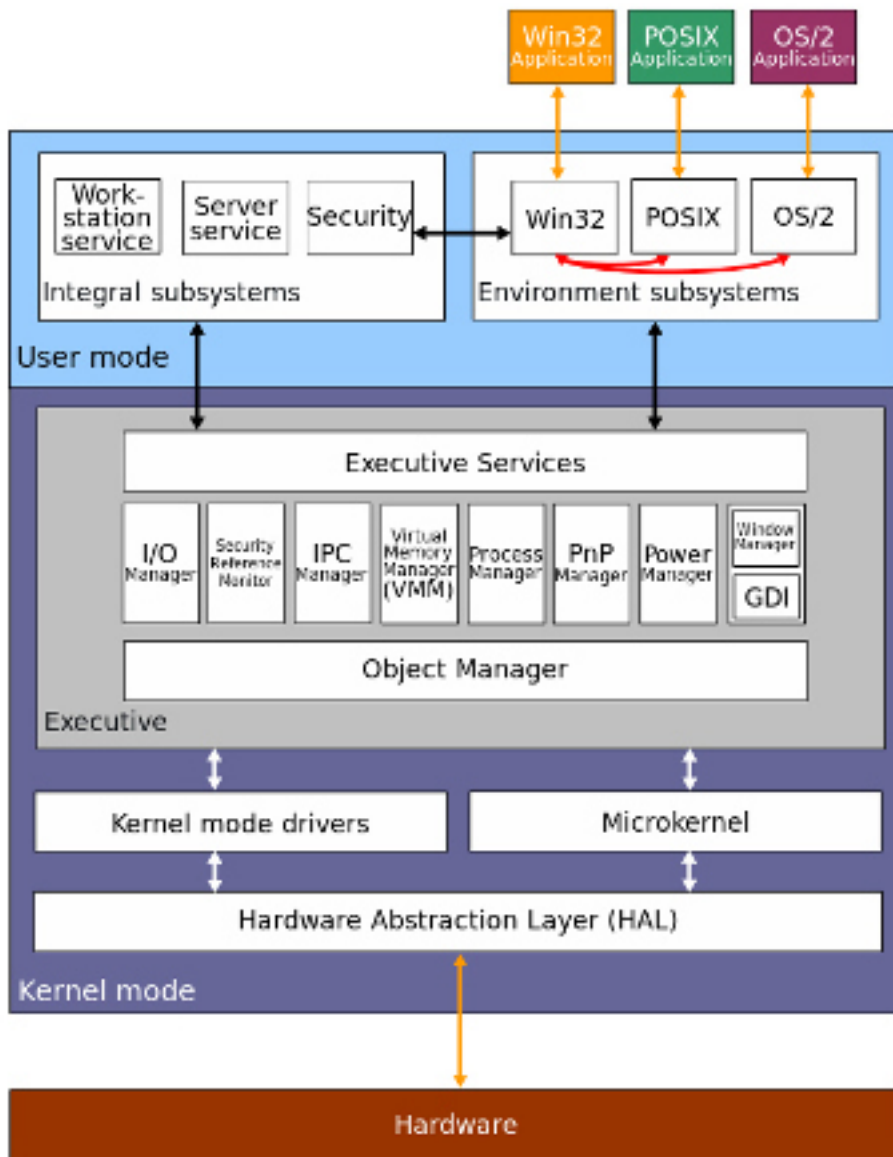 Win32
Application
POSIX
Application
OS/2
Application
Work-
station
service
Server
service
Security
Integral subsystems
Win32
POSIX
OS/2
Environment subsystems
User mode
Executive Services
I/O
Manager
Security
Reference
Monitor
IPC
Manager
Virtual
Memory
Manager
(VMM)
Process
Manager
PnP
Manager
Power
Manager
Window
Manager
GDI
Object Manager
Executive
Kernel mode drivers
Microkernel
Hardware Abstraction Layer (HAL)
Kernel mode
Hardware